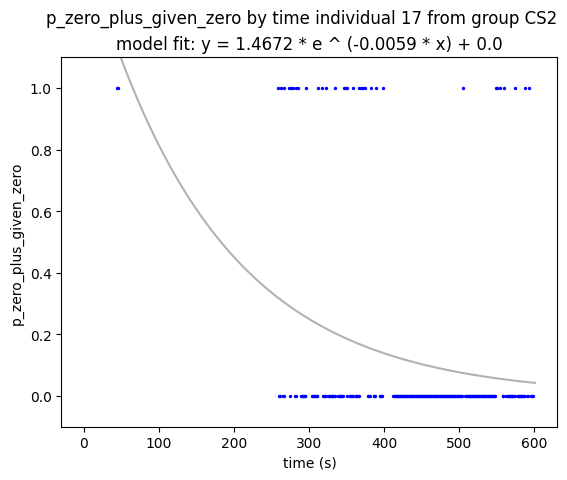 p_zero_plus_given_zero by time individual 17 from group CS2
model fit: y = 1.4672 * e ^ (-0.0059 * x) + 0.0
1.0
0.8
0.6
0.4
0.2
0.0
p_zero_plus_given_zero
0 100 200 300 400 500 600
time (s)